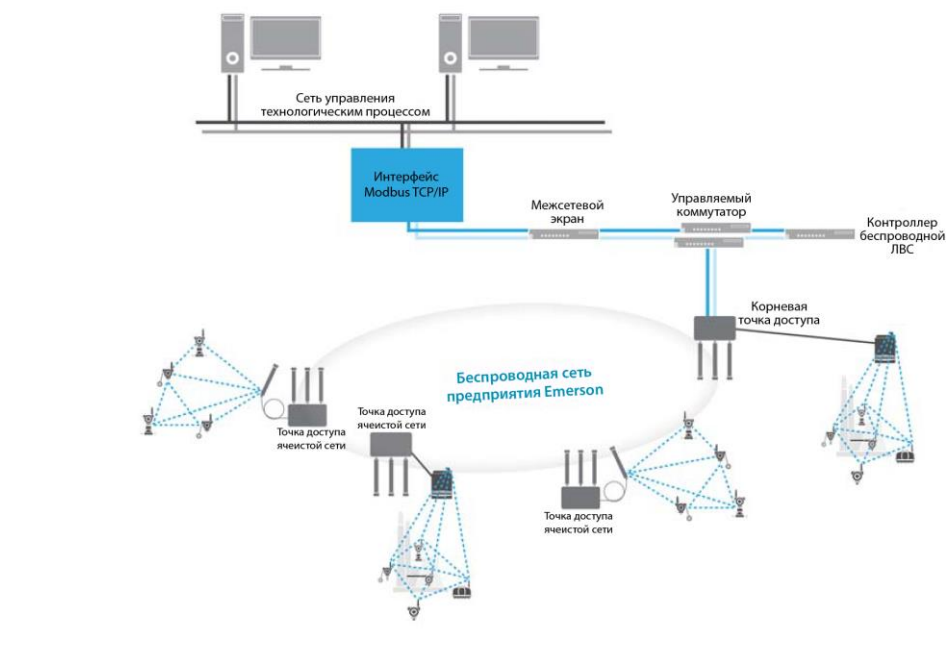 Сеть управления
технологическим процессом
Интерфейс
Modbus TCP/IP
Межсетевой
экран
Управляемый
коммутатор
Контроллер
беспроводной
ЛВС
Корневая
точка доступа
Беспроводная сеть
предприятия Emerson
Точка доступа
ячеистой сети
Точка доступа
ячеистой сети
Точка доступа
ячеистой сети